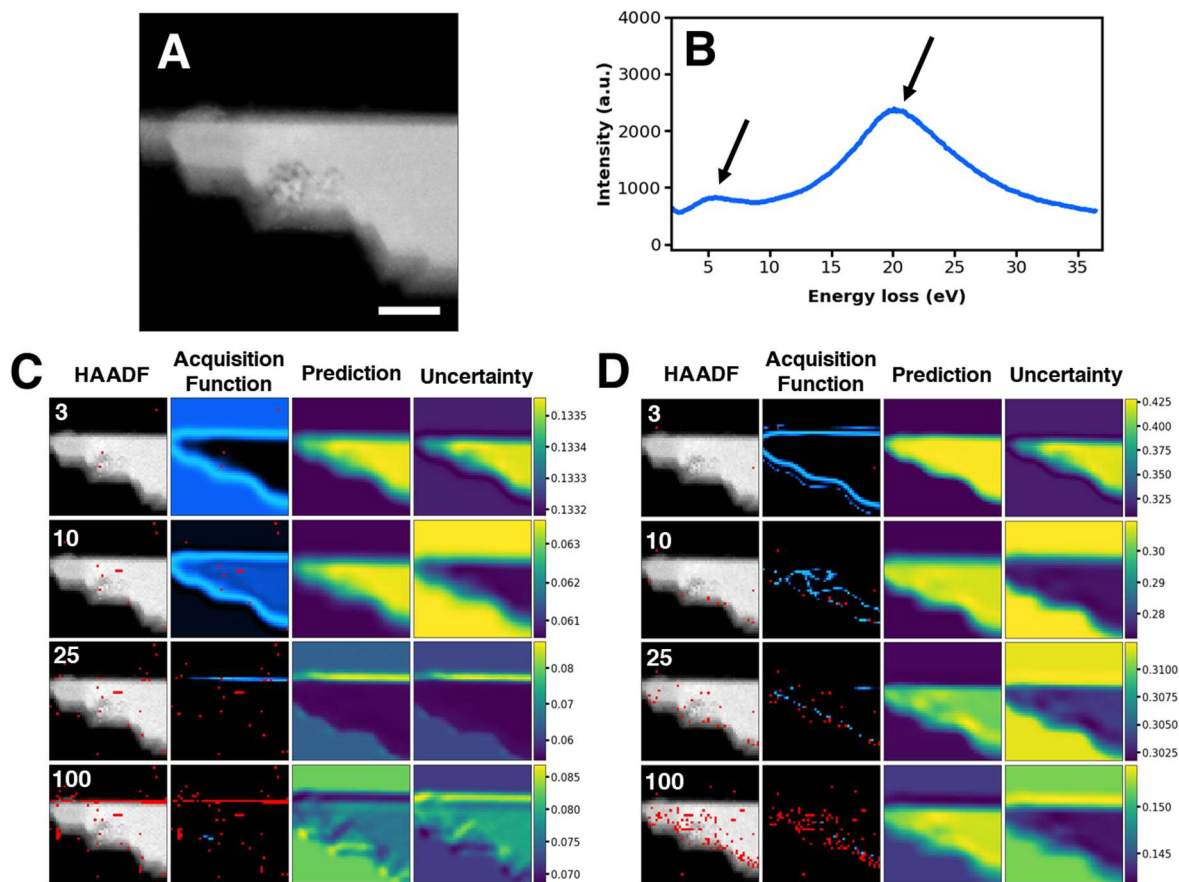 A
B
4000
3000
2000
1000
0
Intensity (a.u.)
5 10 15 20 25 30 35
Energy loss (eV)
C
HAADF
Acquisition
Function
Prediction
Uncertainty
3
0.1335
0.1334
0.1333
0.1332
10
0.063
0.062
0.061
25
0.08
0.07
0.06
100
0.085
0.080
0.075
0.070
D
HAADF
Acquisition
Function
Prediction
Uncertainty
3
0.425
0.400
0.375
0.350
0.325
10
0.30
0.29
0.28
25
0.3100
0.3075
0.3050
0.3025
100
0.150
0.145